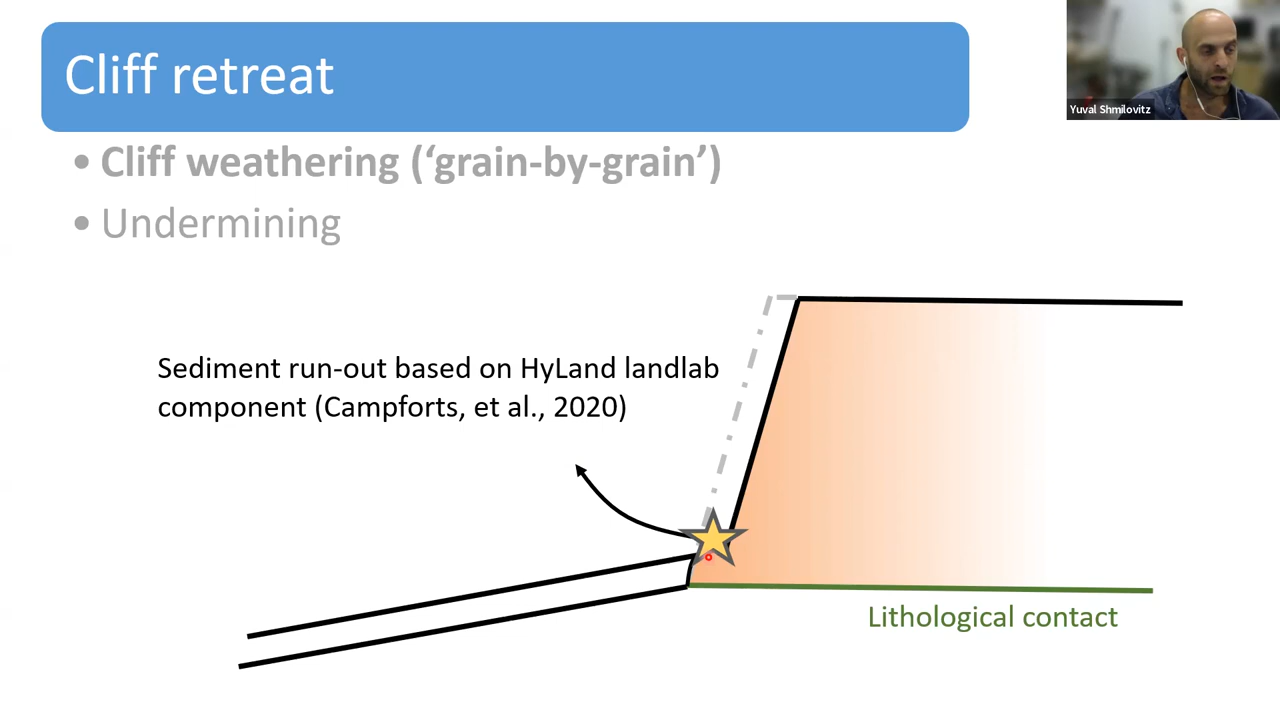 Cliff retreat
Yuval Shmilovitz
• Cliff weathering (‘grain-by-grain’)
• Undermining
Sediment run-out based on HyLand landlab
component (Campforts, et al., 2020)
Lithological contact